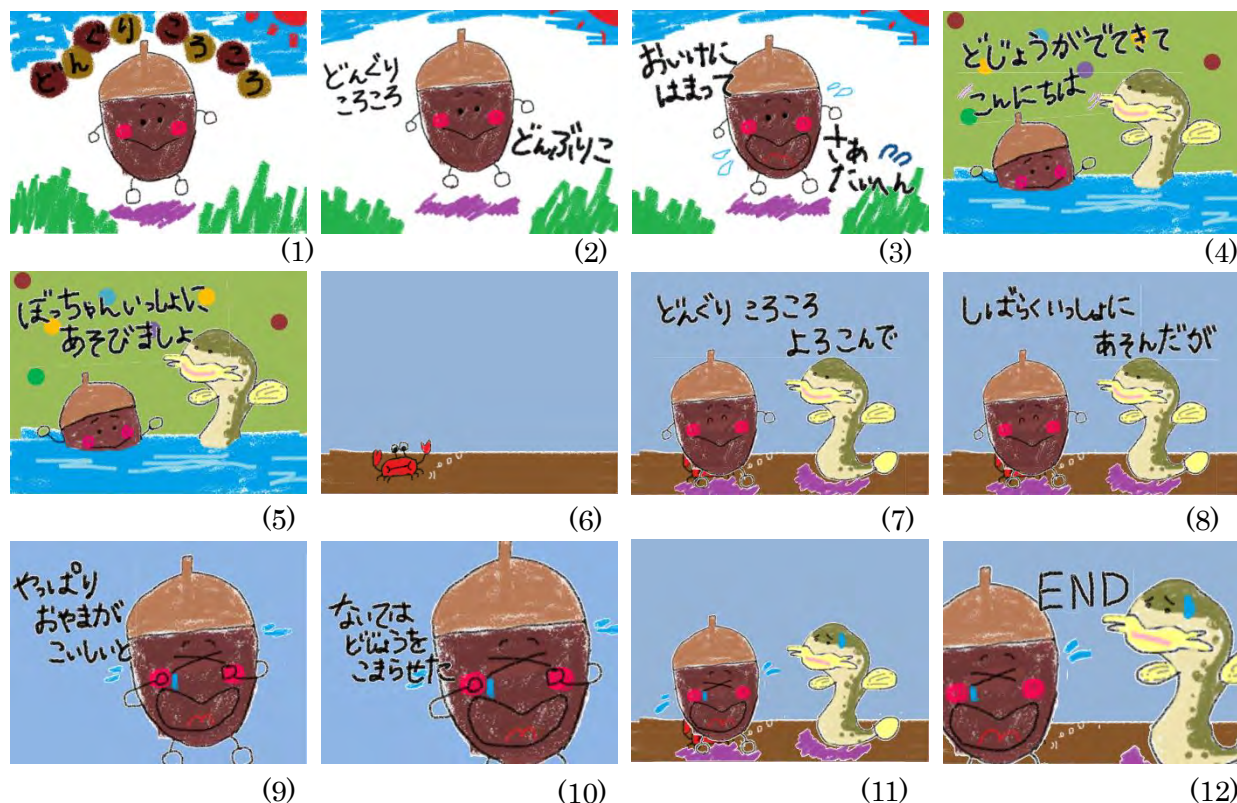 どんぐりころころ
(1)
どんぐり
ころころ
どんぶりこ
(2)
おいけに
はまって
さあ
たいへん
(3)
どじょうがでてきて
こんにちは
(4)
ぼっちゃんいっしょに
あそびましょ
(5)
(6)
どんぐり ころころ
よろこんで
(7)
しばらくいっしょに
あそんだが
(8)
やっぱり
おやまが
こいしいと
(9)
ないては
どじょうを
こまらせた
(10)
(11)
END
(12)